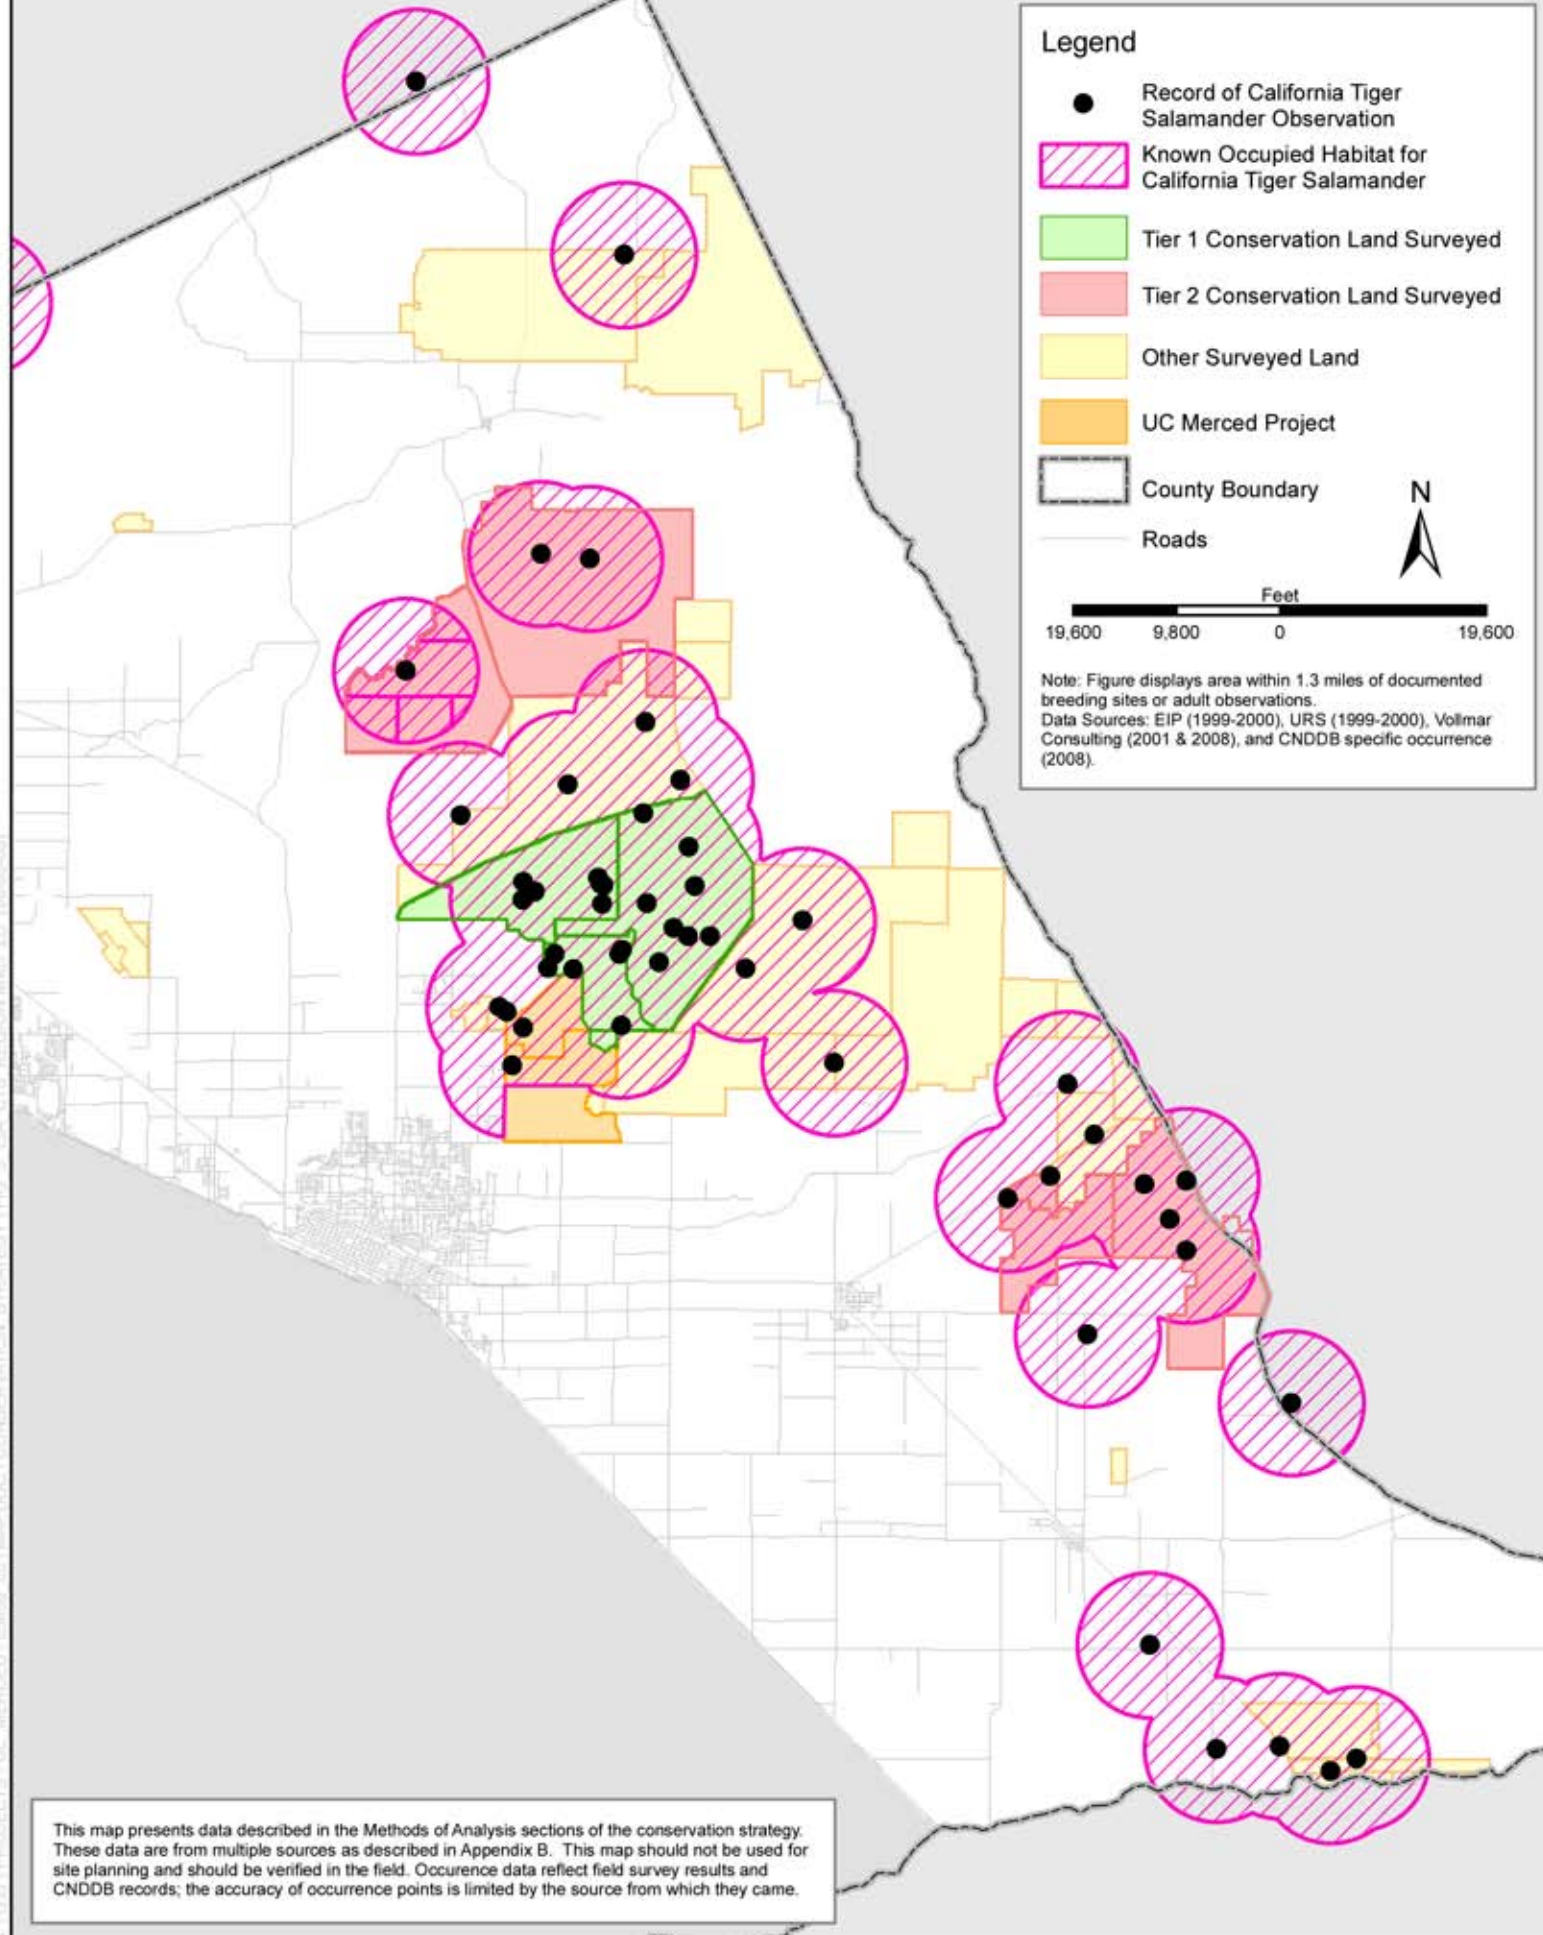 Legend
Record of California Tiger
Salamander Observation
Known Occupied Habitat for
California Tiger Salamander
Tier 1 Conservation Land Surveyed
Tier 2 Conservation Land Surveyed
Other Surveyed Land
UC Merced Project
County Boundary
N
Roads
Feet
19,600 9,800 0 19,600
Note: Figure displays area within 1.3 miles of documented
breeding sites or adult observations.
Data Sources: EIP (1999-2000), URS (1999-2000), Vollmar
Consulting (2001 & 2008), and CNDDB specific occurrence
(2008).
This map presents data described in the Methods of Analysis sections of the conservation strategy.
These data are from multiple sources as described in Appendix B. This map should not be used for
site planning and should be verified in the field. Occurence data reflect field survey results and
CNDDB records; the accuracy of occurrence points is limited by the source from which they came.